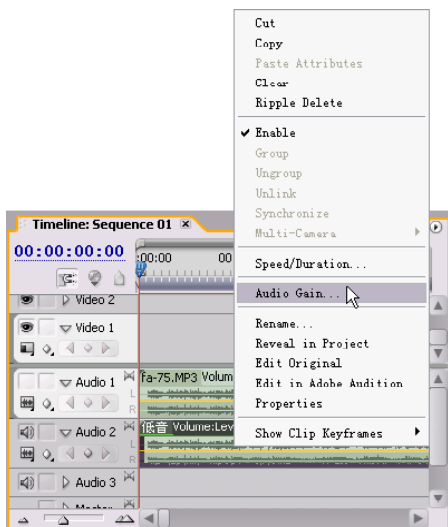 Cut
Copy
Paste Attributes
Clear
Ripple Delete
Enable
Group
Ungroup
Unlink
Synchronize
Multi-Camera
Speed/Duration...
Audio Gain...
Rename...
Reveal in Project
Edit Original
Edit in Adobe Audition
Properties
Show Clip Keyframes
Timeline: Sequence 01
00:00:00:00
:00:00 00
Video 2
Video 1
Audio 1
fa-75.MP3 Volum
L
R
Audio 2
低音 Volume:Lev
L
R
Audio 3
Master